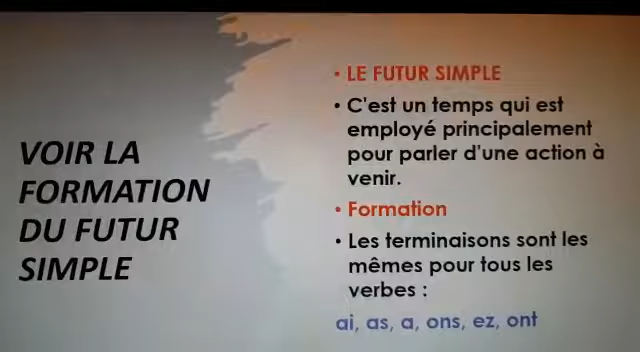 VOIR LA
FORMATION
DU FUTUR
SIMPLE
• LE FUTUR SIMPLE
• C'est un temps qui est
employé principalement
pour parler d'une action à
venir.
• Formation
• Les terminaisons sont les
mêmes pour tous les
verbes :
ai, as, a, ons, ez, ont